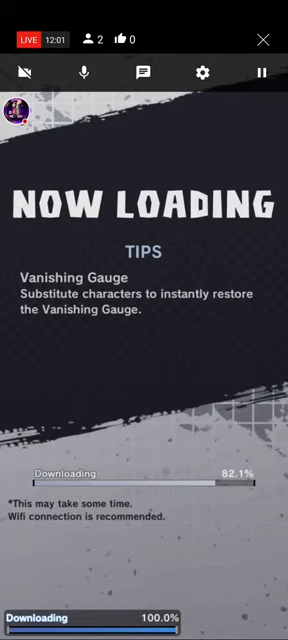 LIVE 12:01 2 0
NOW LOADING
TIPS
Vanishing Gauge
Substitute characters to instantly restore
the Vanishing Gauge.
Downloading 82.1%
*This may take some time.
Wifi connection is recommended.
Downloading 100.0%